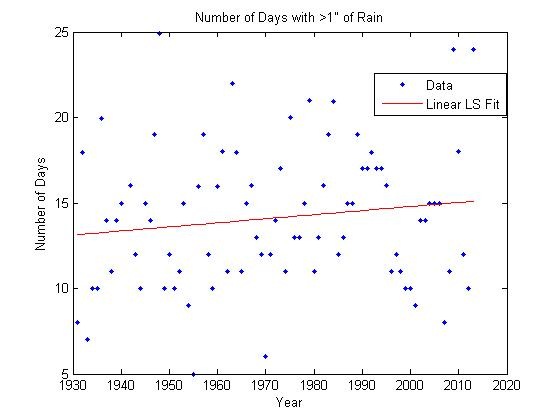 Number of Days with >1" of Rain
25
20
15
10
5
Number of Days
Data
Linear LS Fit
1930 1940 1950 1960 1970 1980 1990 2000 2010 2020
Year